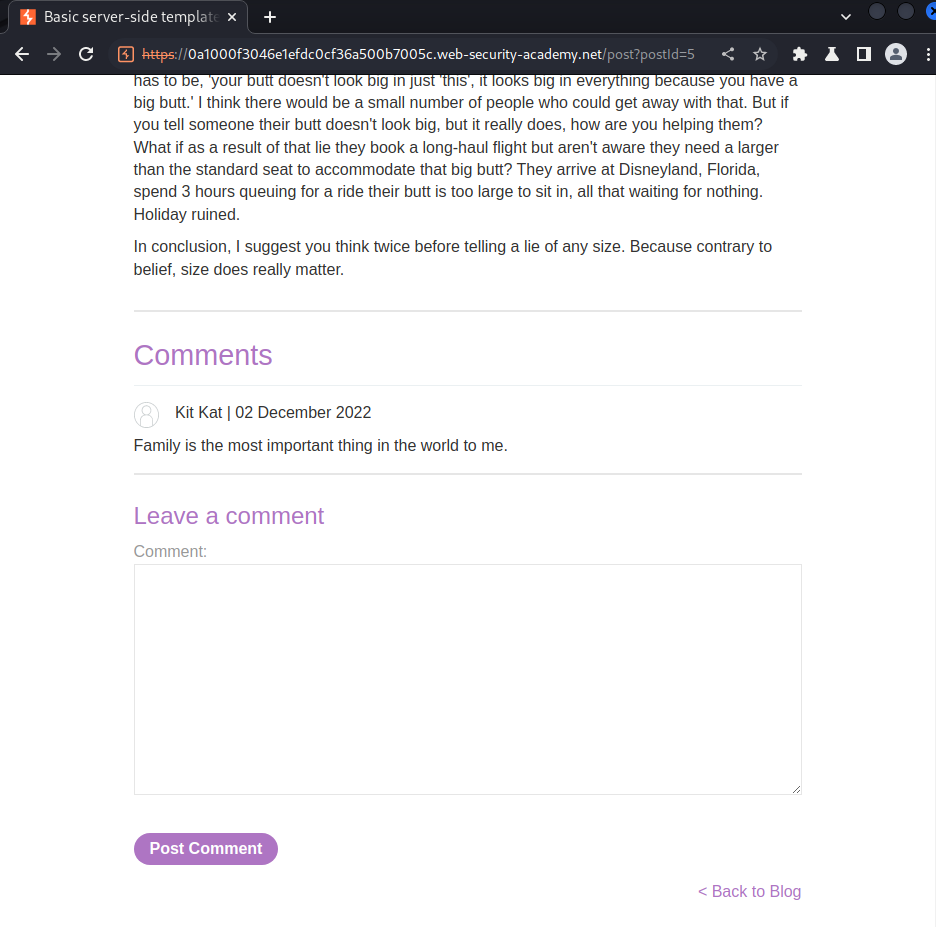 Basic server-side template
https://0a1000f3046e1efdc0cf36a500b7005c.web-security-academy.net/post?postId=5
has to be, 'your butt doesn't look big in just 'this', it looks big in everything because you have a
big butt.' I think there would be a small number of people who could get away with that. But if
you tell someone their butt doesn't look big, but it really does, how are you helping them?
What if as a result of that lie they book a long-haul flight but aren't aware they need a larger
than the standard seat to accommodate that big butt? They arrive at Disneyland, Florida,
spend 3 hours queuing for a ride their butt is too large to sit in, all that waiting for nothing.
Holiday ruined.
In conclusion, I suggest you think twice before telling a lie of any size. Because contrary to
belief, size does really matter.
Comments
Kit Kat | 02 December 2022
Family is the most important thing in the world to me.
Leave a comment
Comment:
Post Comment
< Back to Blog